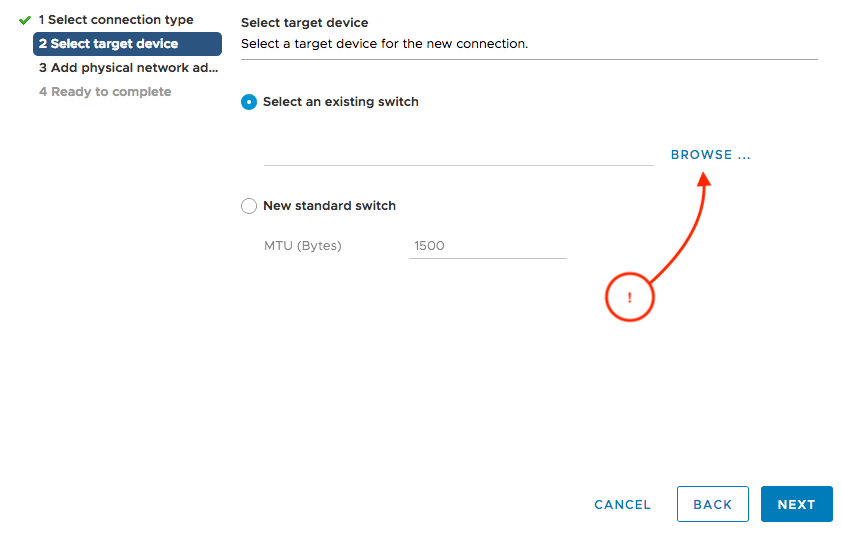 1 Select connection type
2 Select target device
3 Add physical network ad...
4 Ready to complete
Select target device
Select a target device for the new connection.
Select an existing switch
BROWSE ...
New standard switch
MTU (Bytes) 1500
!
CANCEL BACK NEXT